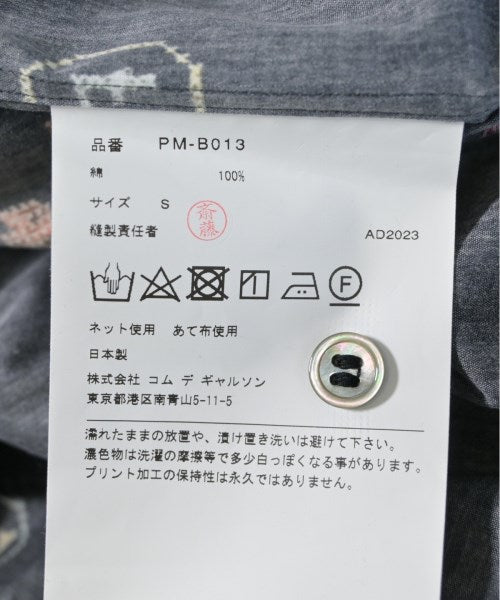 品番 PM-B013
綿 100%
サイズ S
斎藤
縫製責任者 AD2023
F
ネット使用 あて布使用
日本製
株式会社 コム デ ギャルソン
東京都港区南青山5-11-5
濡れたままの放置や、漬け置き洗いは避けて下さい。
濃色物は洗濯の摩擦等で多少白っぽくなる事があります。
プリント加工の保持性は永久ではありません。